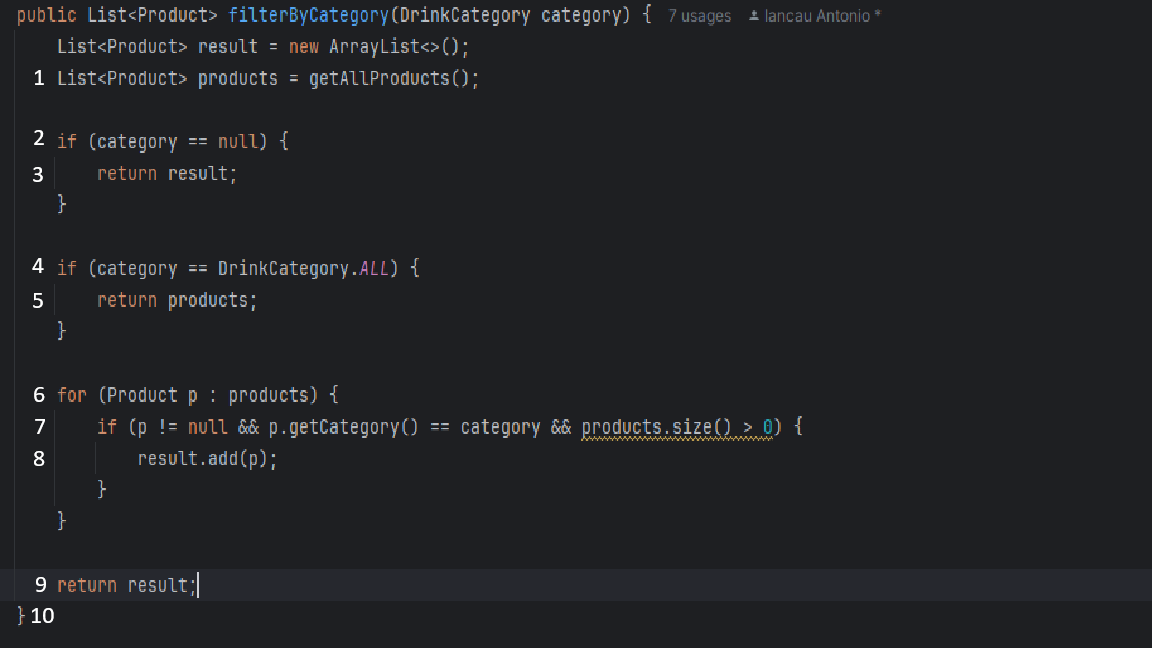 public List<Product> filterByCategory(DrinkCategory category) { 7 usages Iancau Antonio *
List<Product> result = new ArrayList<>();
1 List<Product> products = getAllProducts();
2 if (category == null) {
3 return result;
}
4 if (category == DrinkCategory.ALL) {
5 return products;
}
6 for (Product p : products) {
7 if (p != null && p.getCategory() == category && products.size() > 0) {
8 result.add(p);
}
}
9 return result;
} 10